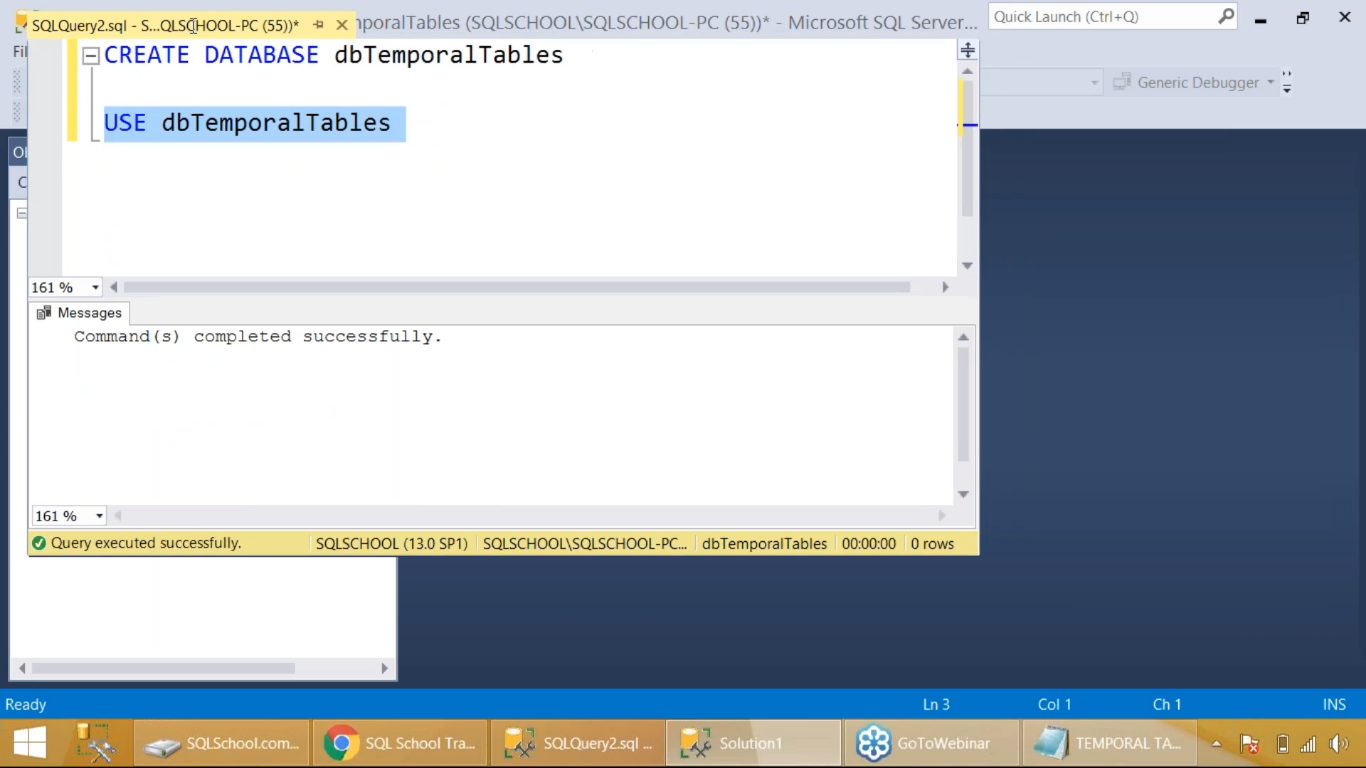 SQLQuery2.sql - S...QLSCHOOL-PC (55))*
mporalTables (SQLSCHOOL\SQLSCHOOL-PC (55))* - Microsoft SQL Server...
Quick Launch (Ctrl+Q)
Fil
CREATE DATABASE dbTemporalTables
Generic Debugger
USE dbTemporalTables
161 %
Messages
Command(s) completed successfully.
161 %
Query executed successfully.
SQLSCHOOL (13.0 SP1)
SQLSCHOOL\SQLSCHOOL-PC...
dbTemporalTables
00:00:00
0 rows
Ready
Ln 3
Col 1
Ch 1
INS
SQLSchool.com...
SQL School Tra...
SQLQuery2.sql ...
Solution1
GoToWebinar
TEMPORAL TA...